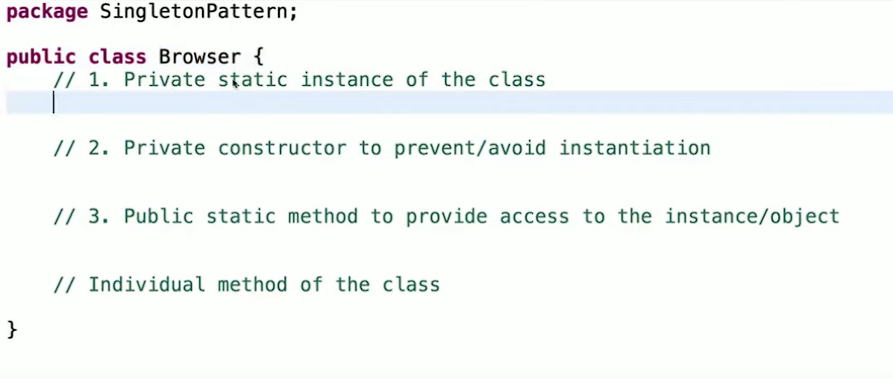 package SingletonPattern;
public class Browser {
// 1. Private static instance of the class
// 2. Private constructor to prevent/avoid instantiation
// 3. Public static method to provide access to the instance/object
// Individual method of the class
}